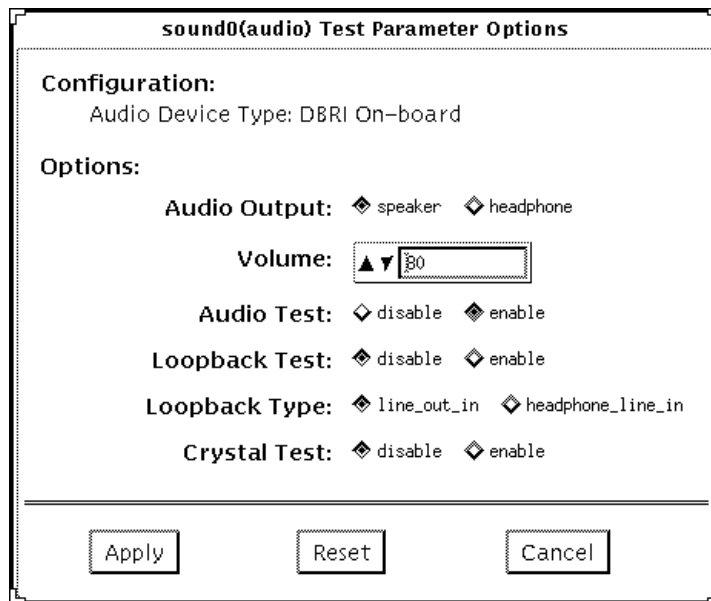 sound0(audio) Test Parameter Options
Configuration:
Audio Device Type: DBRI On-board
Options:
Audio Output: speaker headphone
Volume:
Audio Test: disable enable
Loopback Test: disable enable
Loopback Type: line_out_in headphone_line_in
Crystal Test: disable enable
Apply Reset Cancel